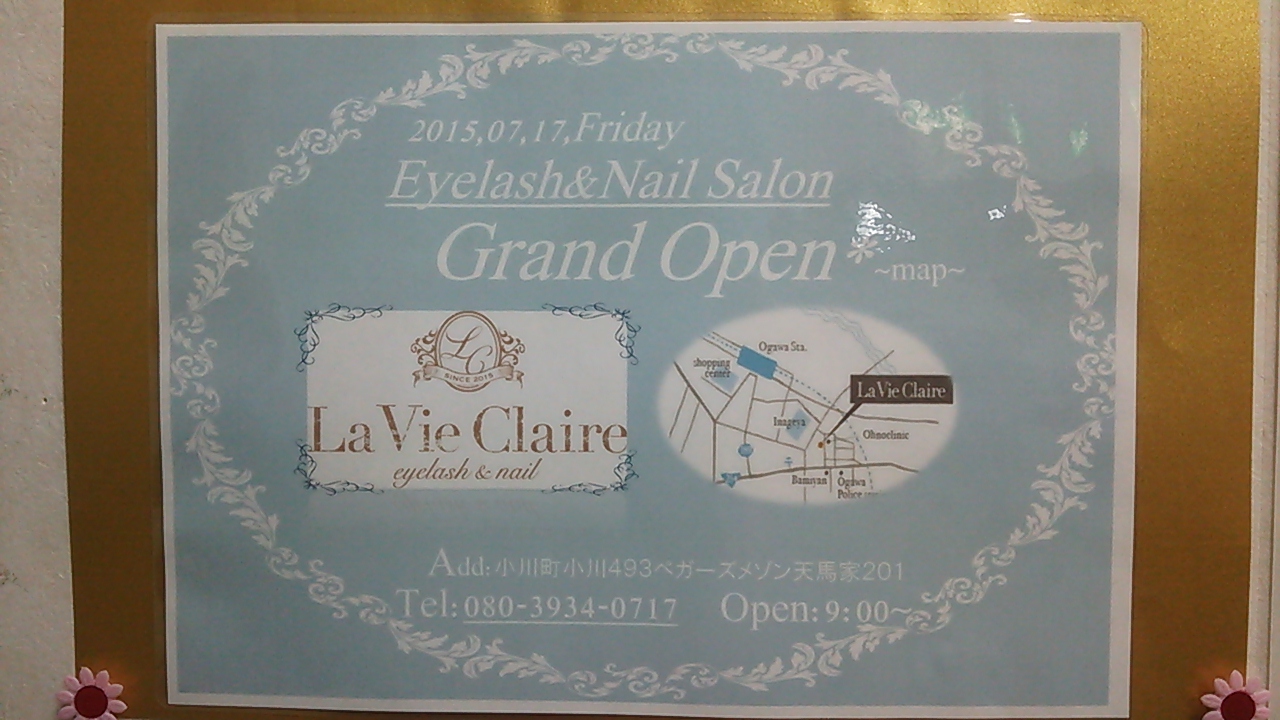 2015,07,17,Friday
Eyelash&Nail Salon
Grand Open*
~map~
LC
SINCE 2015
La Vie Claire
eyelash & nail
Ogawa Sta.
shopping center
La Vie Claire
Inageya
Ohnoclinic
Bamiyan
Ogawa
Police
Add:小川町小川493ペガーズメゾン天馬家201
Tel:080-3934-0717 Open:9:00~